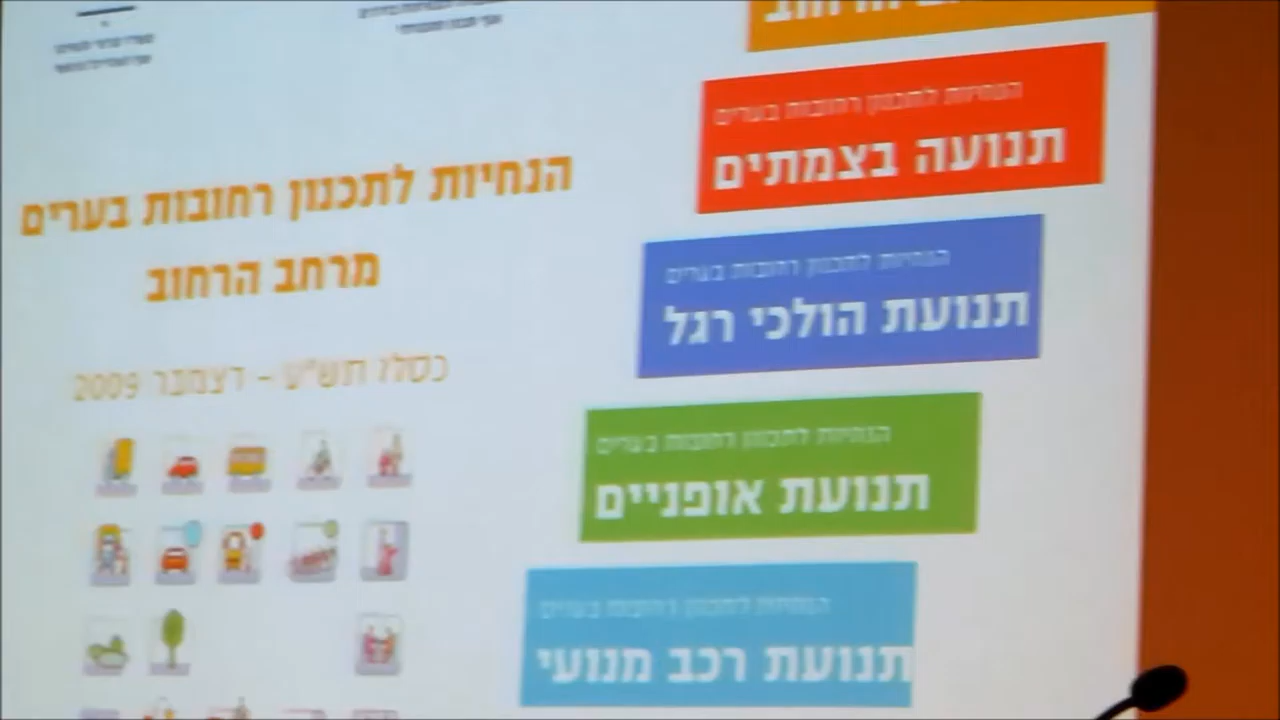 הנחיות לתכנון רחובות בערים
מרחב הרחוב
כסלו תש"ע – דצמבר 2009
הרחוב
הנחיות לתכנון רחובות בערים
תנועה בצמתים
הנחיות לתכנון רחובות בערים
תנועת הולכי רגל
הנחיות לתכנון רחובות בערים
תנועת אופניים
הנחיות לתכנון רחובות בערים
תנועת רכב מנועי